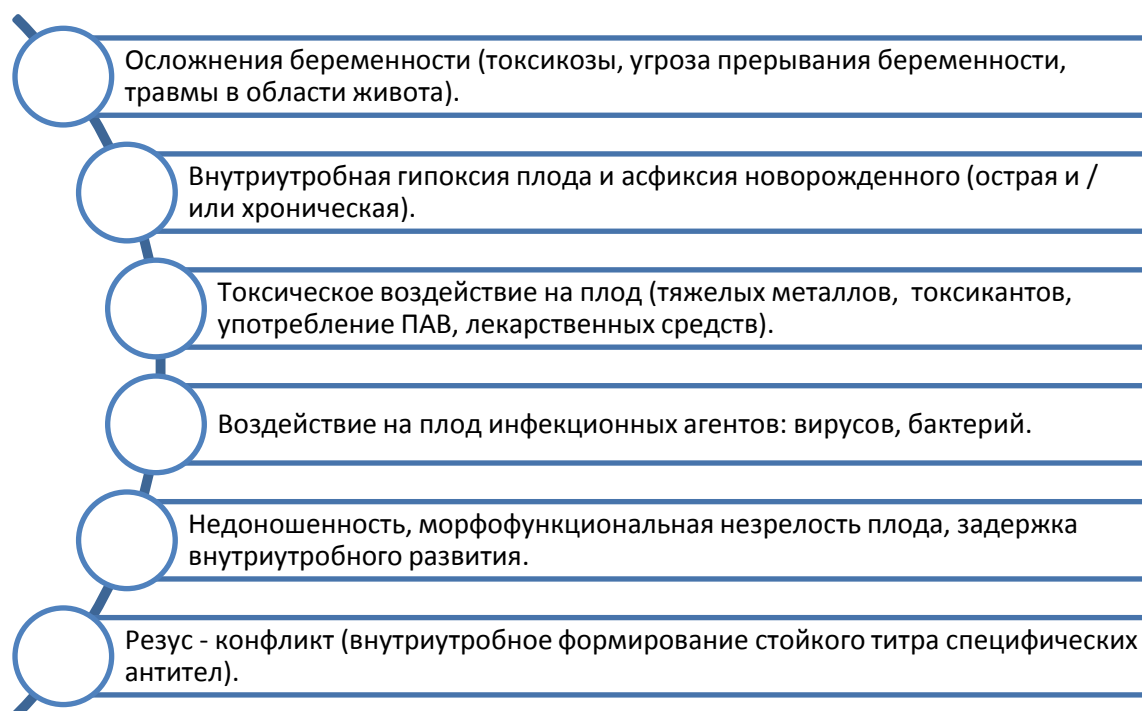 Осложнения беременности (токсикозы, угроза прерывания беременности,
травмы в области живота).
Внутриутробная гипоксия плода и асфиксия новорожденного (острая и /
или хроническая).
Токсическое воздействие на плод (тяжелых металлов, токсикантов,
употребление ПАВ, лекарственных средств).
Воздействие на плод инфекционных агентов: вирусов, бактерий.
Недоношенность, морфофункциональная незрелость плода, задержка
внутриутробного развития.
Резус - конфликт (внутриутробное формирование стойкого титра специфических
антител).